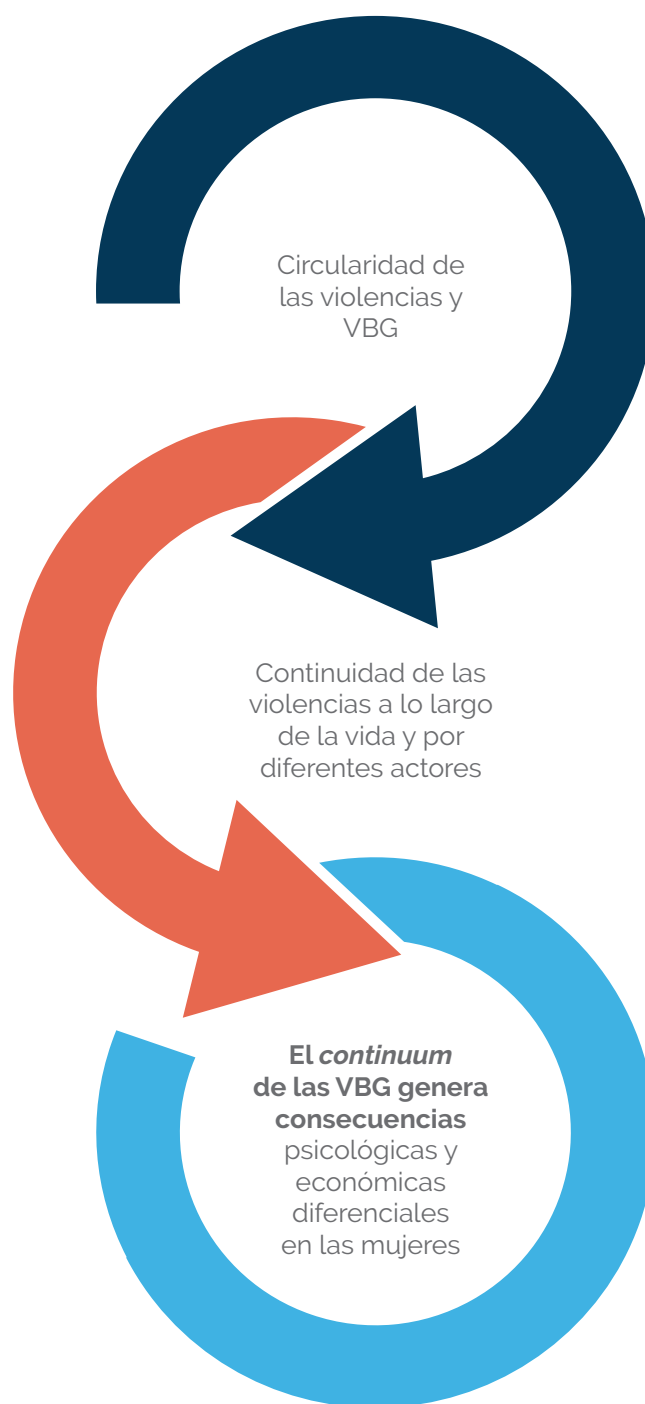 Circularidad de
las violencias y
VBG
Continuidad de las
violencias a lo largo
de la vida y por
diferentes actores
El continuum
de las VBG genera
consecuencias
psicológicas y
económicas
diferenciales
en las mujeres